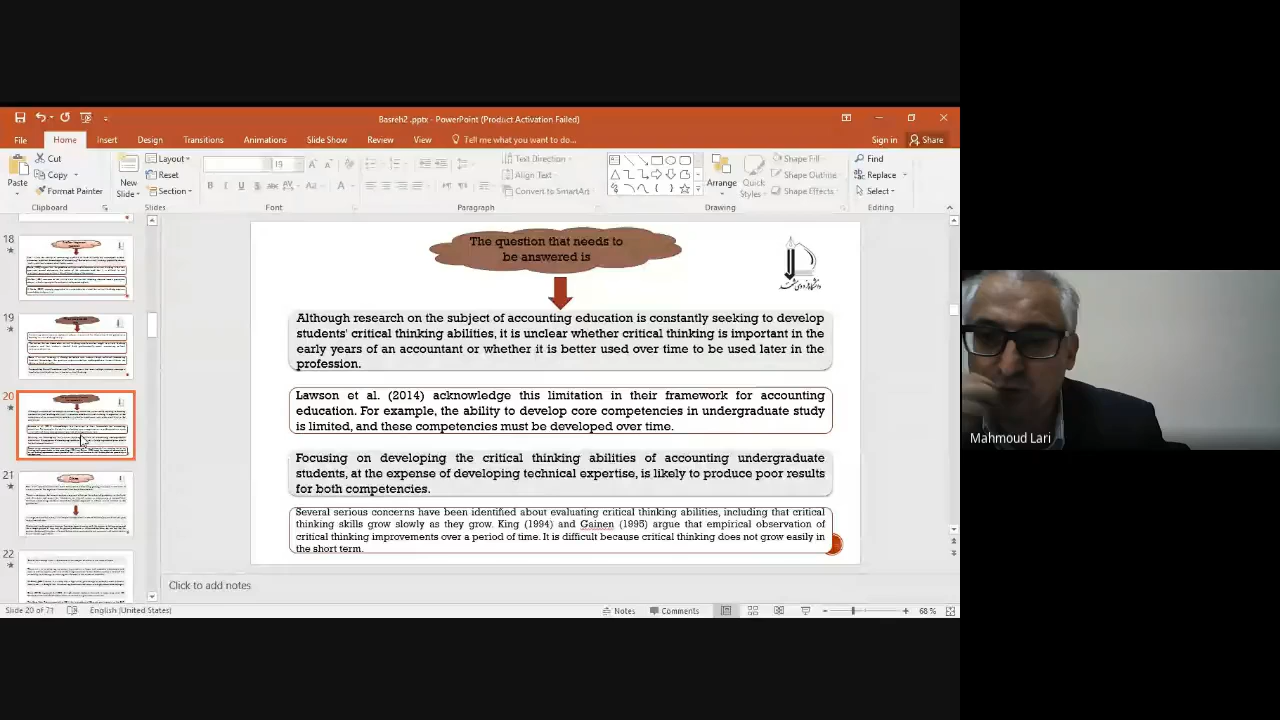 Basreh2 .pptx - PowerPoint (Product Activation Failed)
File Home Insert Design Transitions Animations Slide Show Review View Tell me what you want to do... Sign in Share
Paste Cut Copy Format Painter Clipboard
New Slide Layout Reset Section Slides
19 Font
Text Direction Align Text Convert to SmartArt Paragraph
Arrange Quick Styles Shape Fill Shape Outline Shape Effects Drawing
Find Replace Select Editing
18
19
20
21
22
The question that needs to
be answered is
Although research on the subject of accounting education is constantly seeking to develop
students' critical thinking abilities, it is unclear whether critical thinking is important in the
early years of an accountant or whether it is better used over time to be used later in the
profession.
Lawson et al. (2014) acknowledge this limitation in their framework for accounting
education. For example, the ability to develop core competencies in undergraduate study
is limited, and these competencies must be developed over time.
Focusing on developing the critical thinking abilities of accounting undergraduate
students, at the expense of developing technical expertise, is likely to produce poor results
for both competencies.
Several serious concerns have been identified about evaluating critical thinking abilities, including that critical
thinking skills grow slowly as they grow. King (1994) and Gainen (1995) argue that empirical observation of
critical thinking improvements over a period of time. It is difficult because critical thinking does not grow easily in
the short term.
Click to add notes
Slide 20 of 71 English (United States) Notes Comments 68 %
Mahmoud Lari